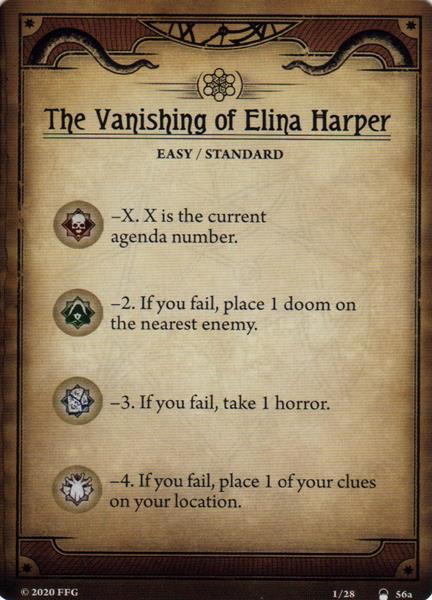 The Vanishing of Elina Harper
EASY / STANDARD
–X. X is the current
agenda number.
–2. If you fail, place 1 doom on
the nearest enemy.
–3. If you fail, take 1 horror.
–4. If you fail, place 1 of your clues
on your location.
© 2020 FFG
1/28
56a